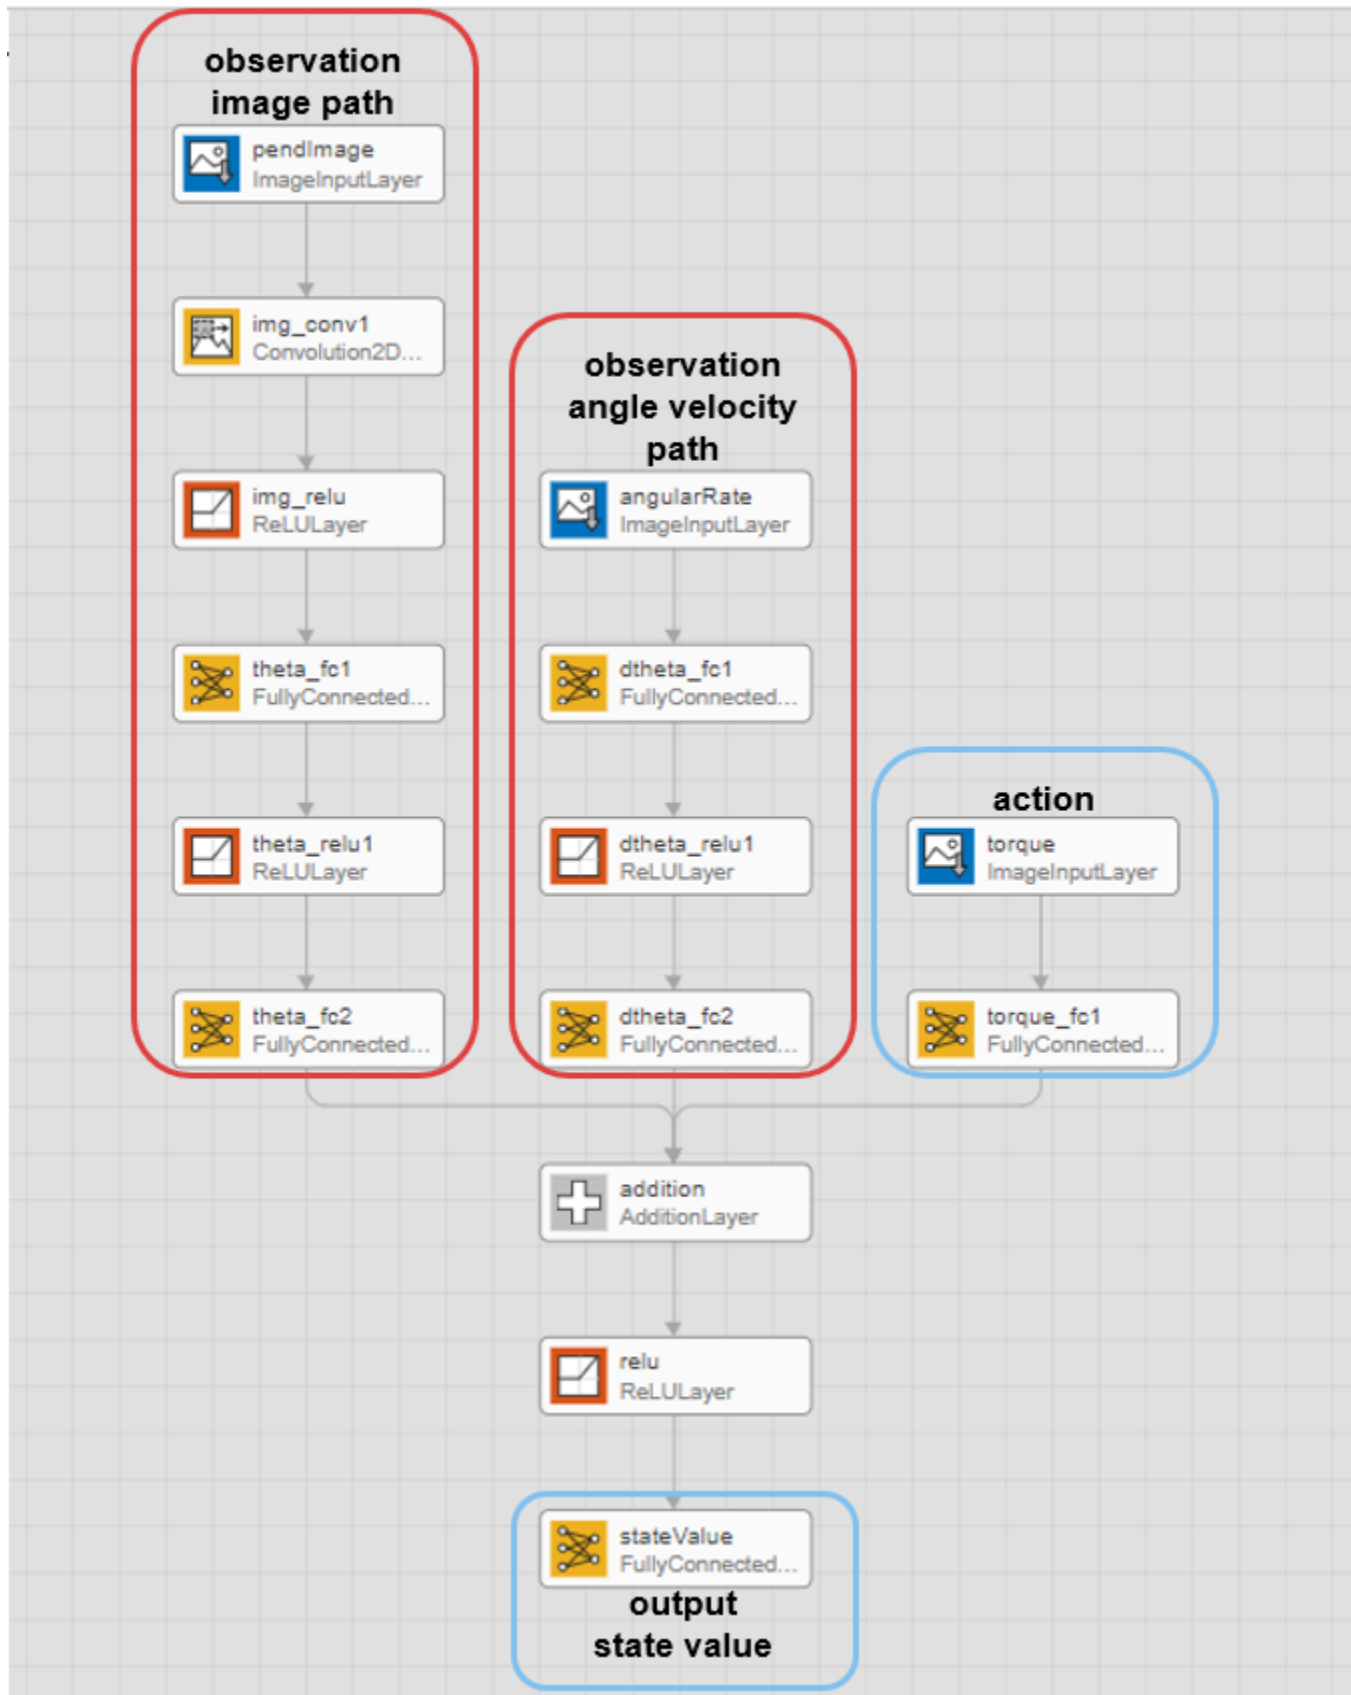 observation
image path
pendImage
ImageInputLayer
img_conv1
Convolution2D...
img_relu
ReLULayer
theta_fc1
FullyConnected...
theta_relu1
ReLULayer
theta_fc2
FullyConnected...
observation
angle velocity
path
angularRate
ImageInputLayer
dtheta_fc1
FullyConnected...
dtheta_relu1
ReLULayer
dtheta_fc2
FullyConnected...
action
torque
ImageInputLayer
torque_fc1
FullyConnected...
addition
AdditionLayer
relu
ReLULayer
stateValue
FullyConnected...
output
state value